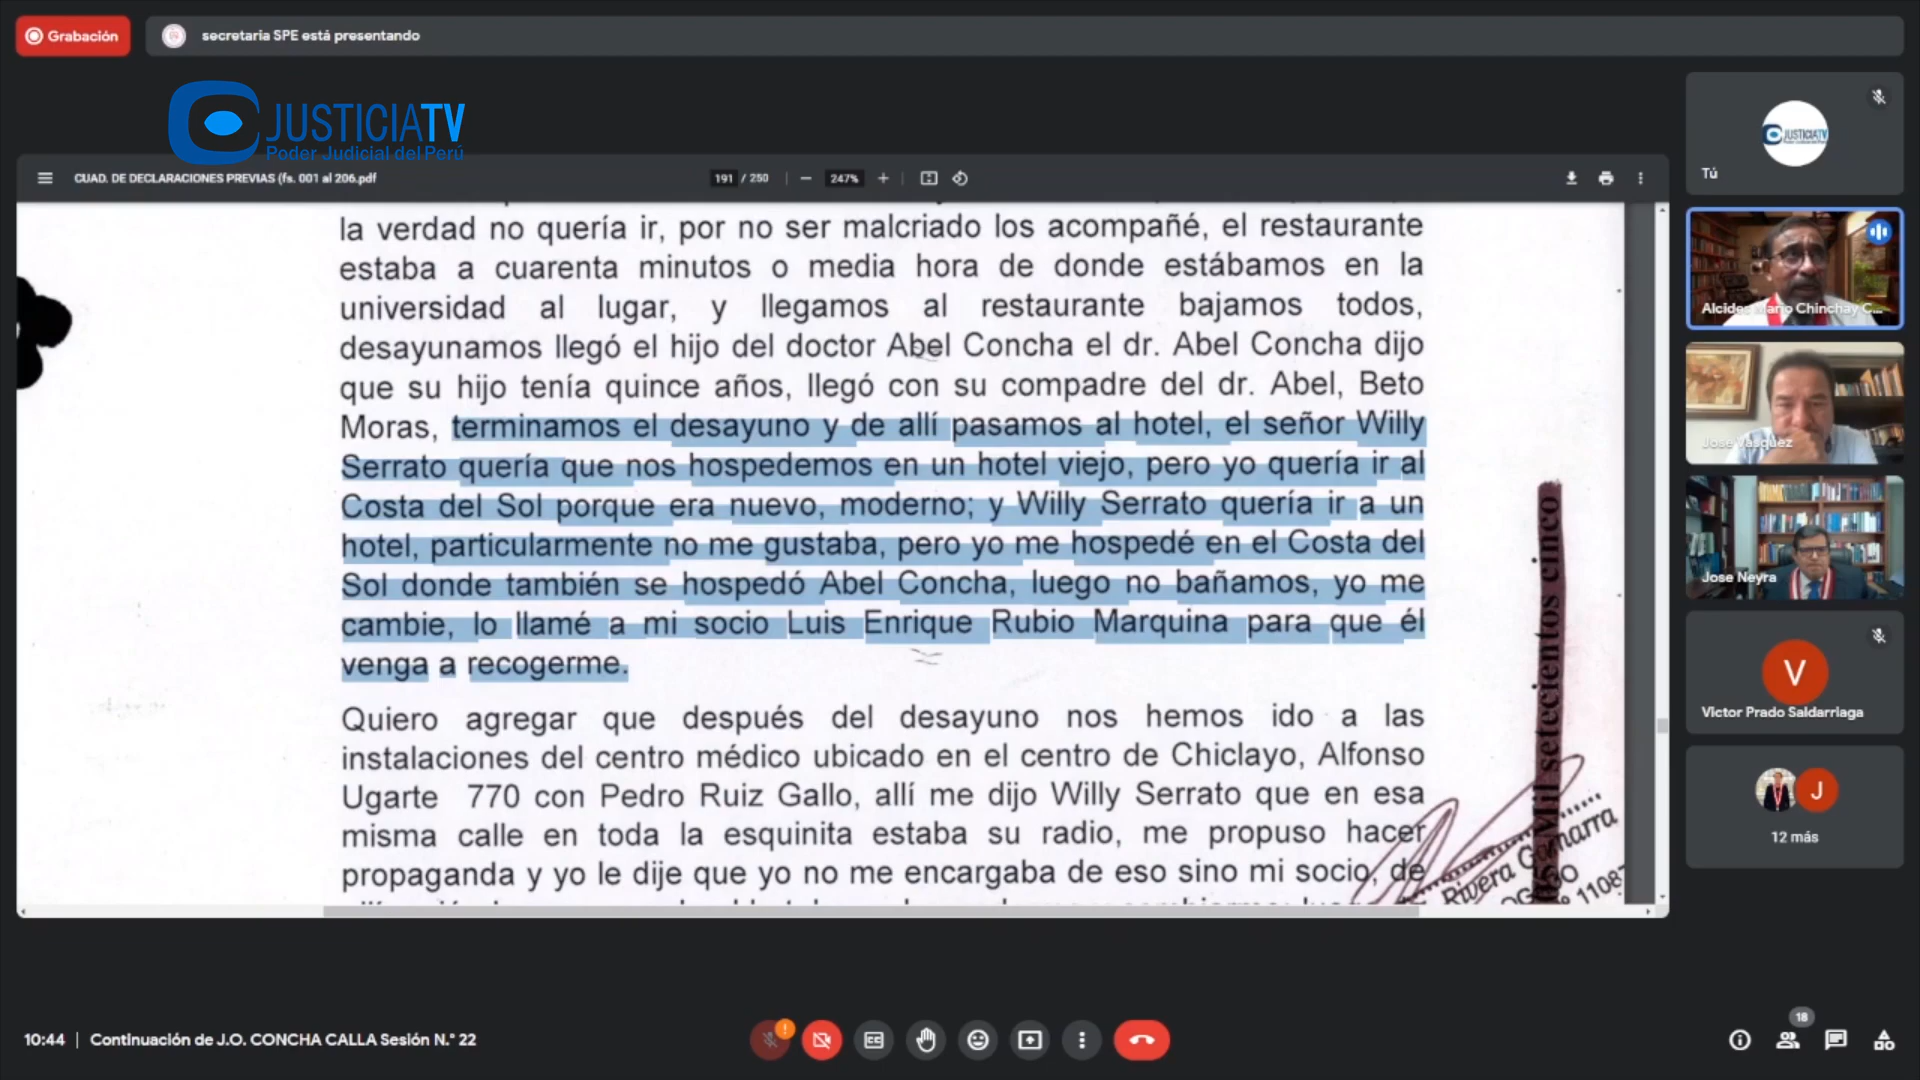 Grabación
secretaria SPE está presentando
JUSTICIATV
Poder Judicial del Perú
CUAD. DE DECLARACIONES PREVIAS (fs. 001 al 206.pdf
191 / 250
247%
la verdad no quería ir, por no ser malcriado los acompañé, el restaurante
estaba a cuarenta minutos o media hora de donde estábamos en la
universidad al lugar, y llegamos al restaurante bajamos todos,
desayunamos llegó el hijo del doctor Abel Concha el dr. Abel Concha dijo
que su hijo tenía quince años, llegó con su compadre del dr. Abel, Beto
Moras, terminamos el desayuno y de allí pasamos al hotel, el señor Willy
Serrato quería que nos hospedemos en un hotel viejo, pero yo quería ir al
Costa del Sol porque era nuevo, moderno; y Willy Serrato quería ir a un
hotel, particularmente no me gustaba, pero yo me hospedé en el Costa del
Sol donde también se hospedó Abel Concha, luego no bañamos, yo me
cambie, lo llamé a mi socio Luis Enrique Rubio Marquina para que él
venga a recogerme.
Quiero agregar que después del desayuno nos hemos ido a las
instalaciones del centro médico ubicado en el centro de Chiclayo, Alfonso
Ugarte 770 con Pedro Ruiz Gallo, allí me dijo Willy Serrato que en esa
misma calle en toda la esquinita estaba su radio, me propuso hacer
propaganda y yo le dije que yo no me encargaba de eso sino mi socio, de
Mil setecientos cinco
Rivera Gamarra
JUSTICIATV
Tú
Alcides Mario Chinchay C...
Jose Vasquez
Jose Neyra
V
Victor Prado Saldarriaga
J
12 más
10:44
Continuación de J.O. CONCHA CALLA Sesión N.° 22
18